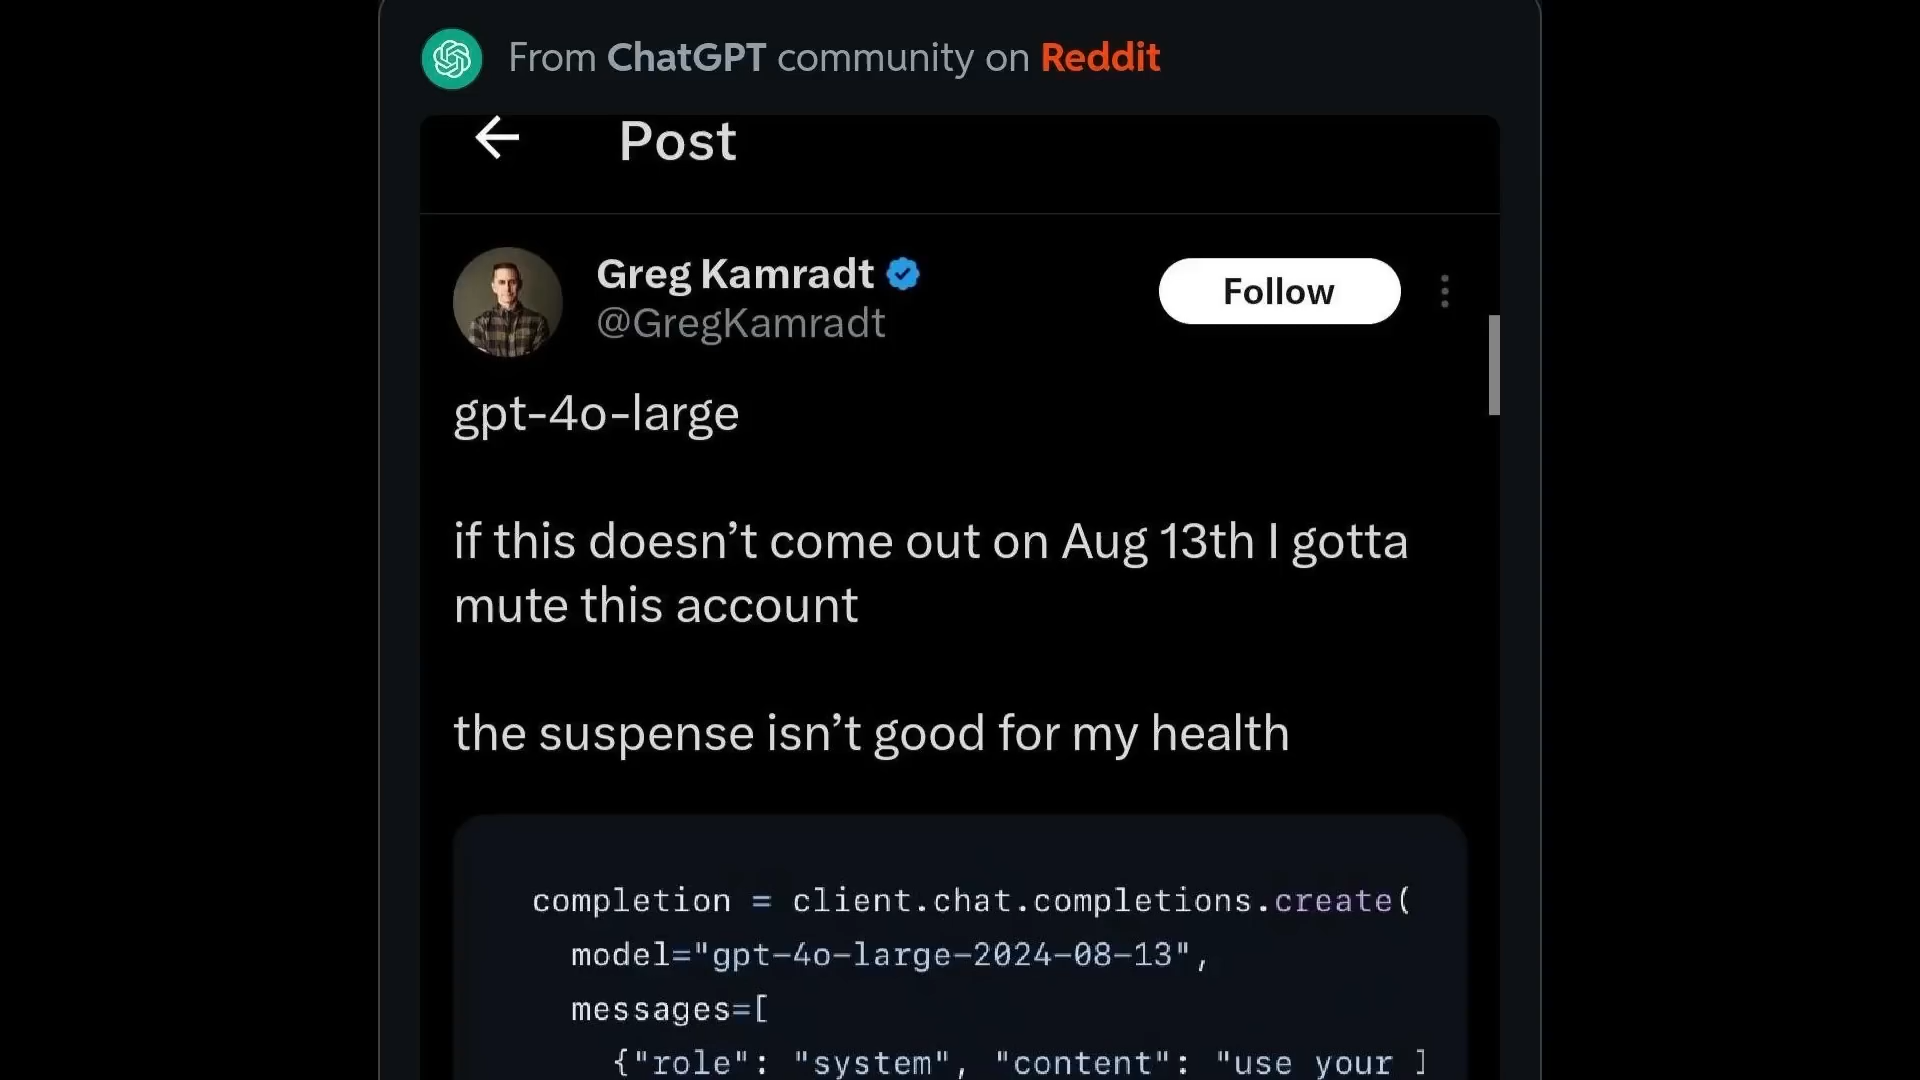 From ChatGPT community on Reddit
Post
Greg Kamradt
@GregKamradt
Follow
gpt-4o-large
if this doesn’t come out on Aug 13th I gotta
mute this account
the suspense isn’t good for my health
completion = client.chat.completions.create(
model="gpt-4o-large-2024-08-13",
messages=[
{"role": "system", "content": "use your